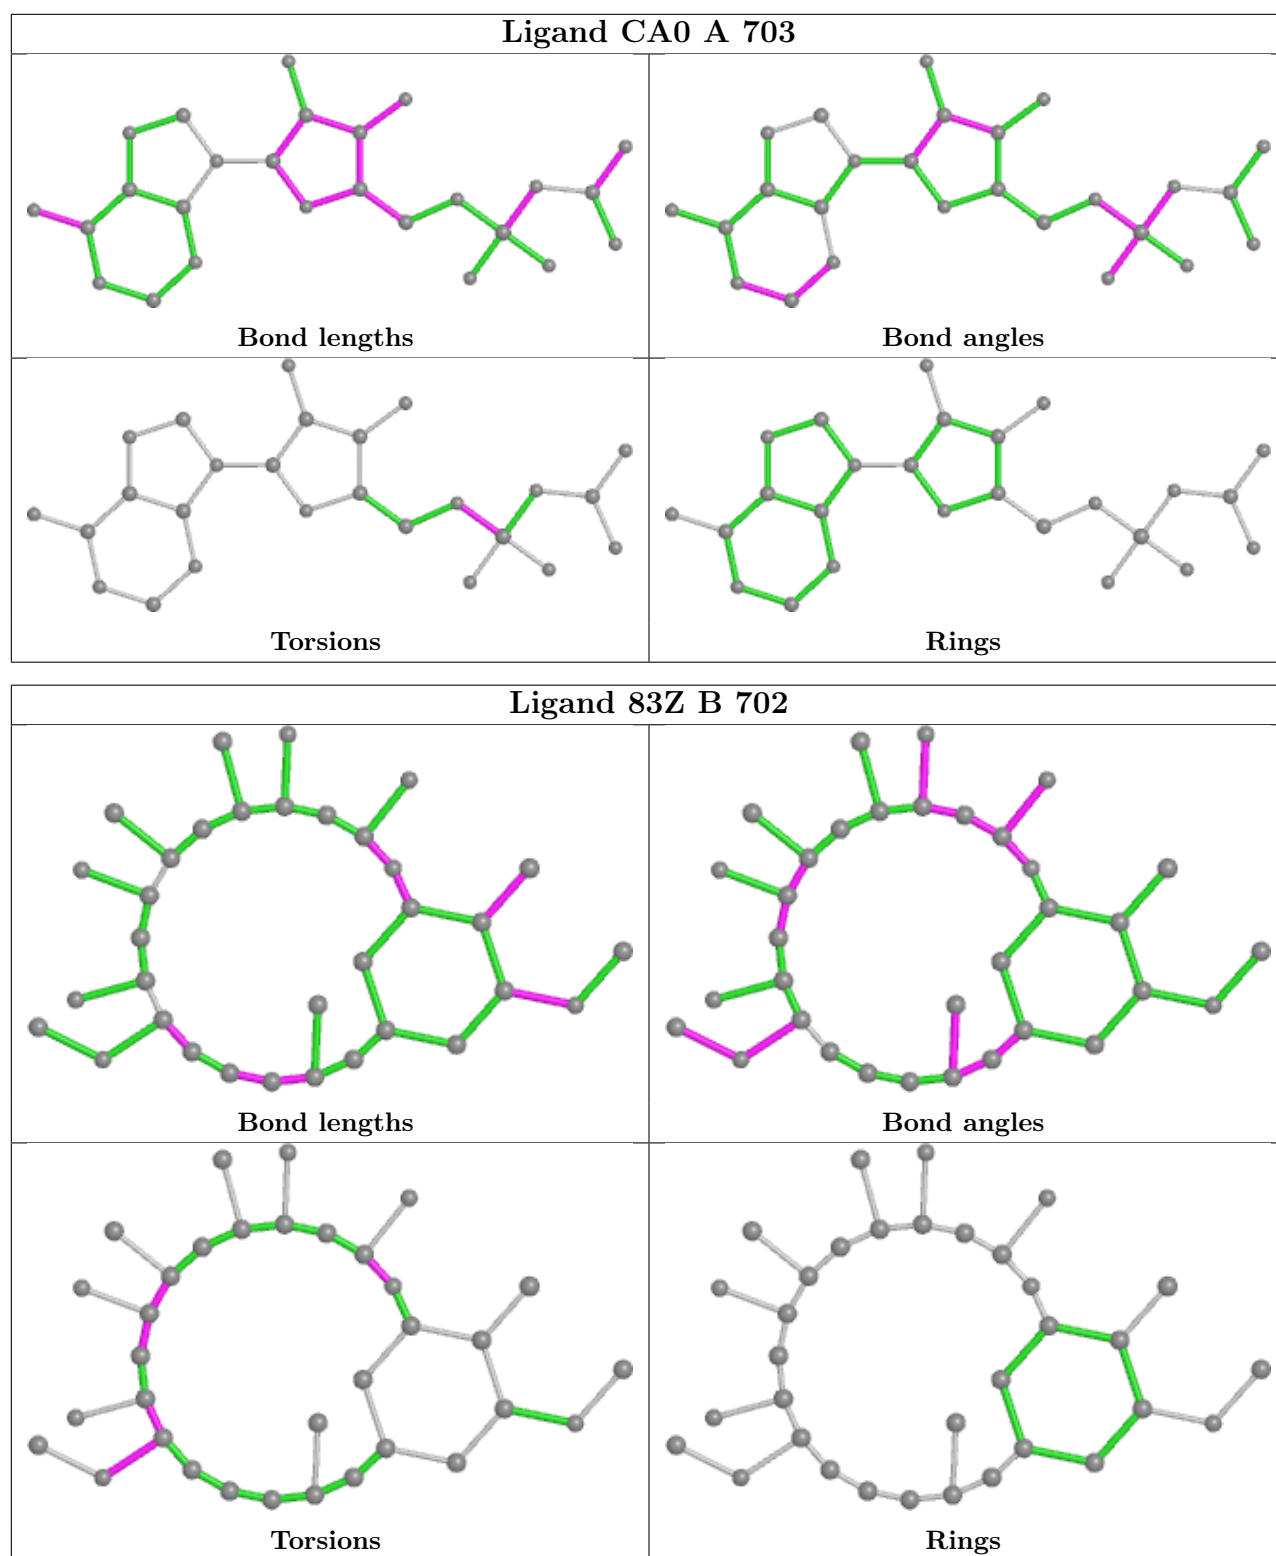 Ligand CA0 A 703
Bond lengths
Bond angles
Torsions
Rings
Ligand 83Z B 702
Bond lengths
Bond angles
Torsions
Rings